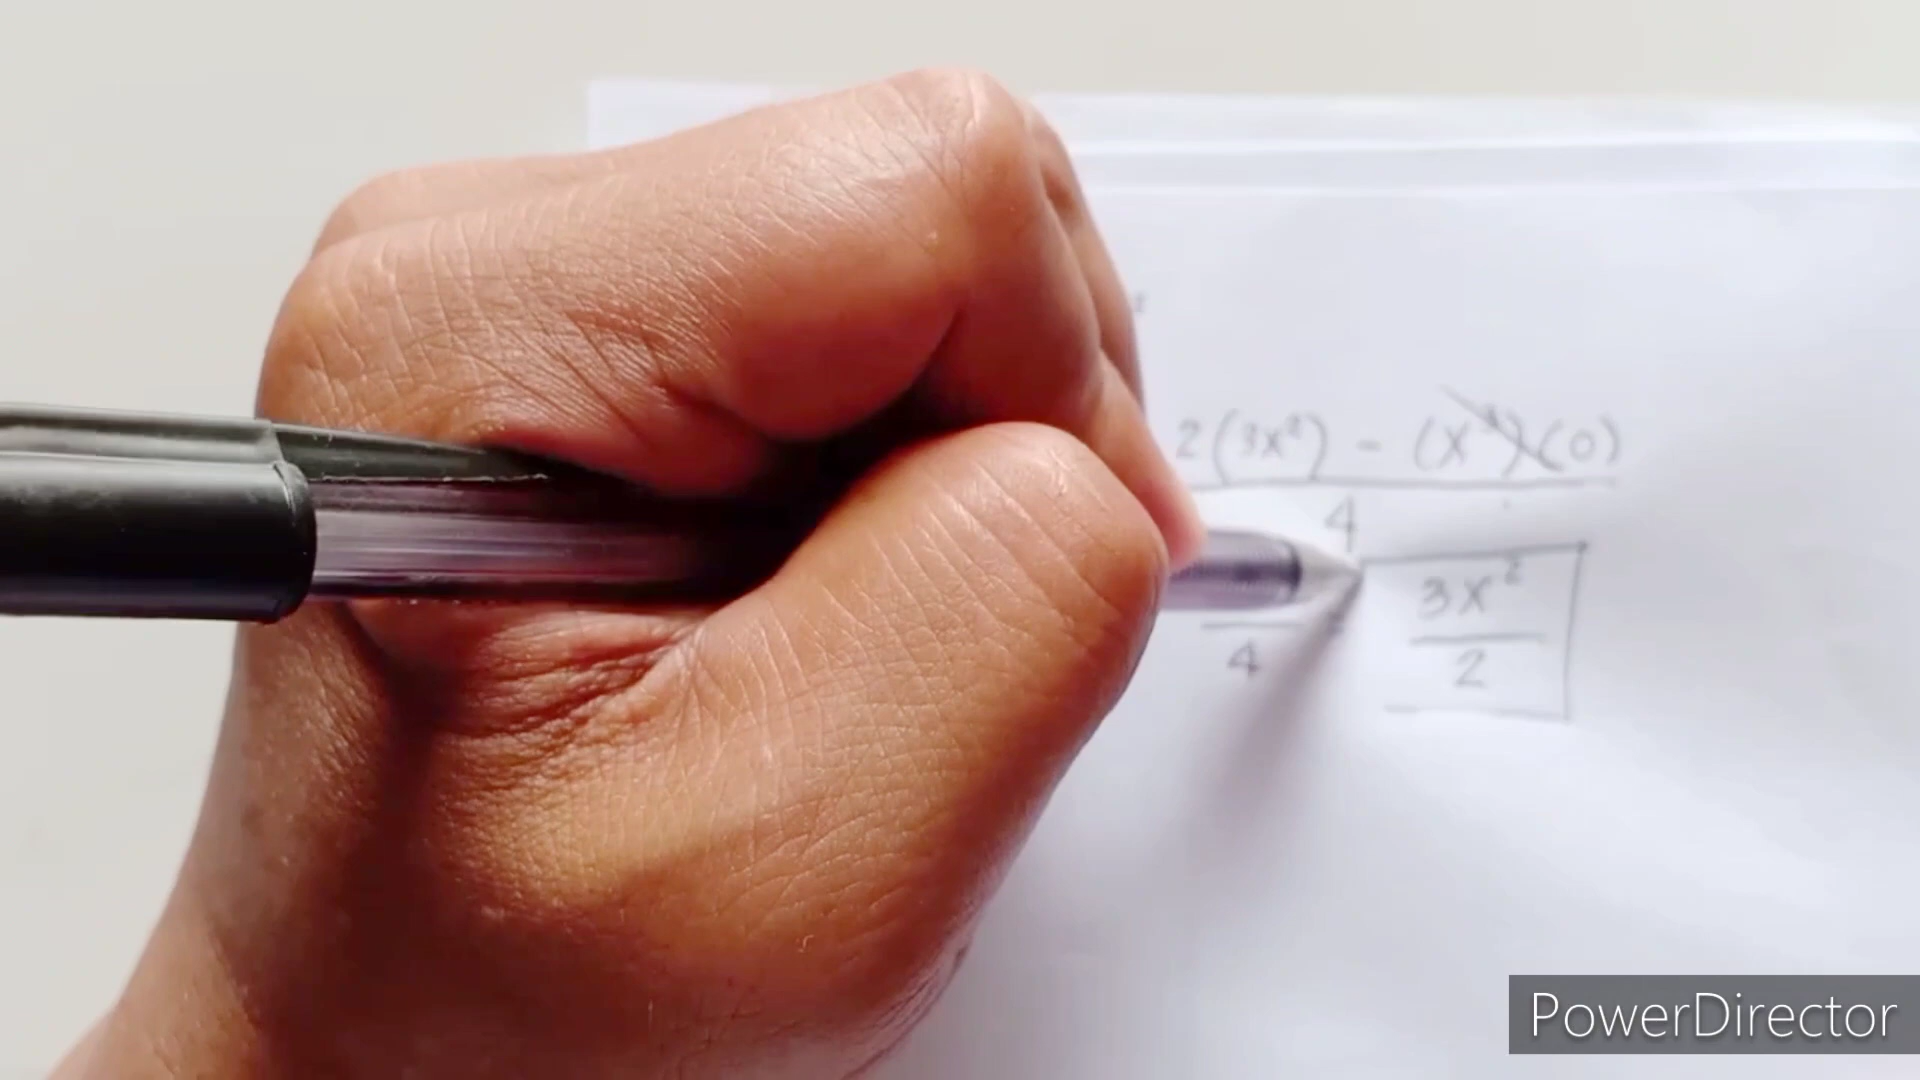 2(3x²) - (x³)(0)
4
3x²
4
2
PowerDirector